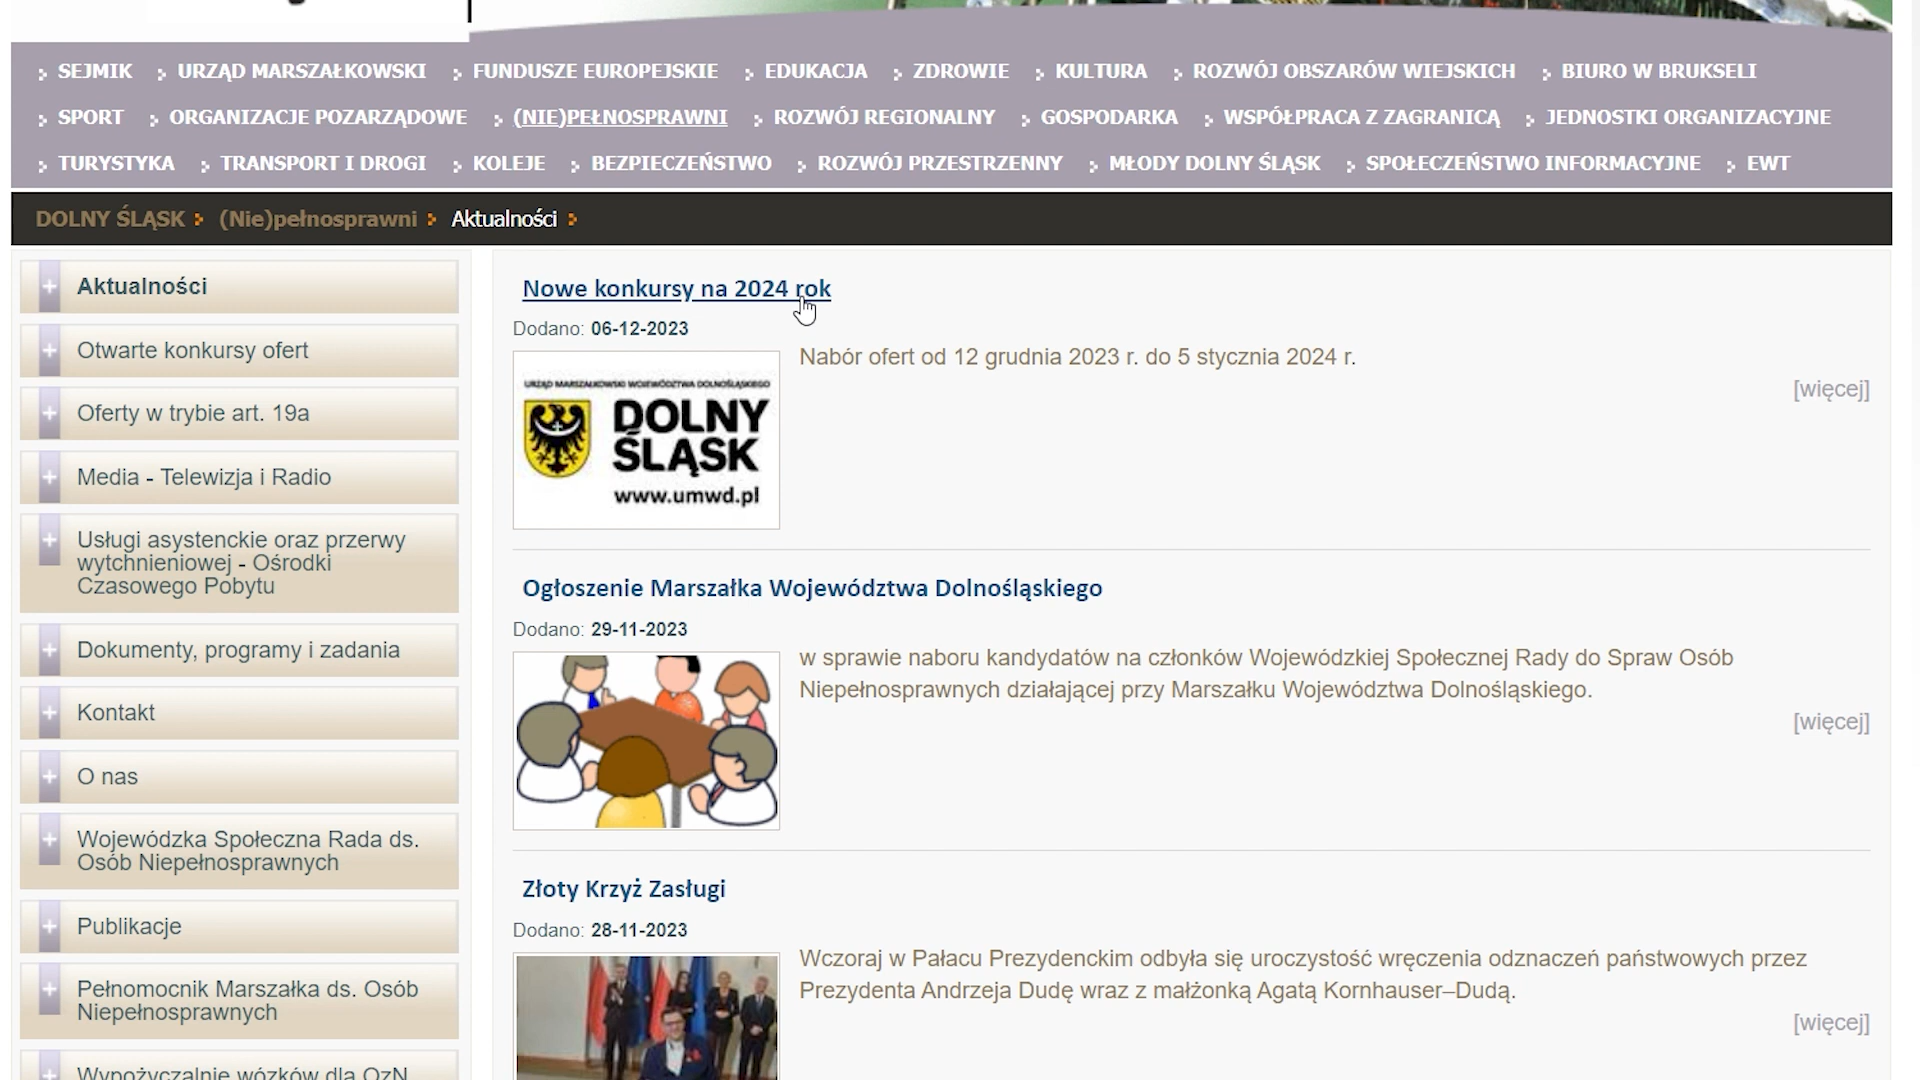 SEJMIK URZĄD MARSZAŁKOWSKI FUNDUSZE EUROPEJSKIE EDUKACJA ZDROWIE KULTURA ROZWÓJ OBSZARÓW WIEJSKICH BIURO W BRUKSELI
SPORT ORGANIZACJE POZARZĄDOWE (NIE)PEŁNOSPRAWNI ROZWÓJ REGIONALNY GOSPODARKA WSPÓŁPRACA Z ZAGRANICĄ JEDNOSTKI ORGANIZACYJNE
TURYSTYKA TRANSPORT I DROGI KOLEJE BEZPIECZEŃSTWO ROZWÓJ PRZESTRZENNY MŁODY DOLNY ŚLĄSK SPOŁECZEŃSTWO INFORMACYJNE EWT
DOLNY ŚLĄSK (Nie)pełnosprawni Aktualności
Aktualności
Otwarte konkursy ofert
Oferty w trybie art. 19a
Media - Telewizja i Radio
Usługi asystenckie oraz przerwy
wytchnieniowej - Ośrodki
Czasowego Pobytu
Dokumenty, programy i zadania
Kontakt
O nas
Wojewódzka Społeczna Rada ds.
Osób Niepełnosprawnych
Publikacje
Pełnomocnik Marszałka ds. Osób
Niepełnosprawnych
Wypożyczalnie wózków dla OzN
Nowe konkursy na 2024 rok
Dodano: 06-12-2023
URZĄD MARSZAŁKOWSKI WOJEWÓDZTWA DOLNOŚLĄSKIEGO
DOLNY
ŚLĄSK
www.umwd.pl
Nabór ofert od 12 grudnia 2023 r. do 5 stycznia 2024 r.
[więcej]
Ogłoszenie Marszałka Województwa Dolnośląskiego
Dodano: 29-11-2023
w sprawie naboru kandydatów na członków Wojewódzkiej Społecznej Rady do Spraw Osób
Niepełnosprawnych działającej przy Marszałku Województwa Dolnośląskiego.
[więcej]
Złoty Krzyż Zasługi
Dodano: 28-11-2023
Wczoraj w Pałacu Prezydenckim odbyła się uroczystość wręczenia odznaczeń państwowych przez
Prezydenta Andrzeja Dudę wraz z małżonką Agatą Kornhauser–Dudą.
[więcej]